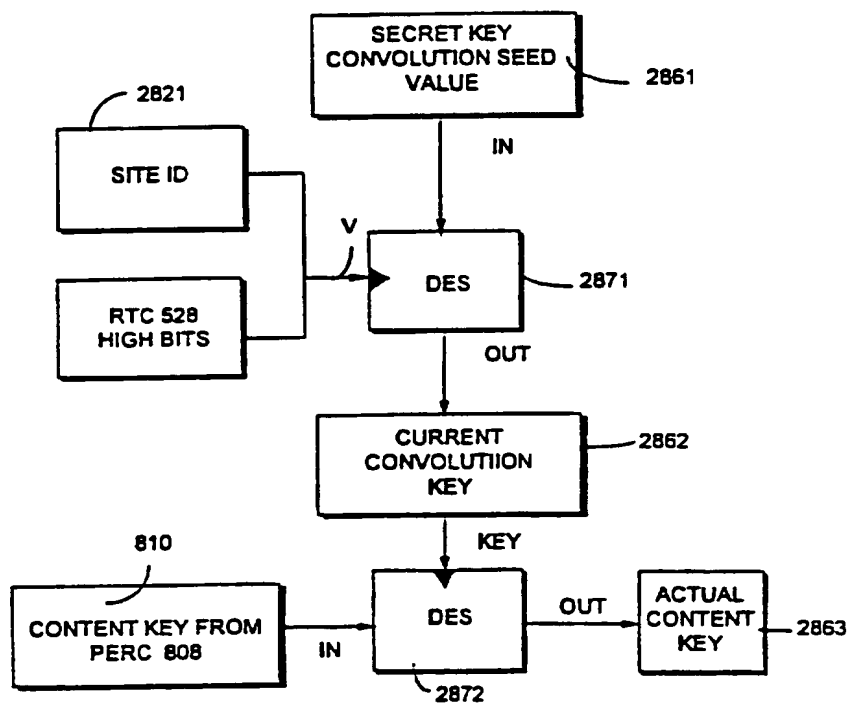 SECRET KEY
CONVOLUTION SEED
VALUE
2861
2821
IN
SITE ID
V
DES
2871
RTC 528
HIGH BITS
OUT
CURRENT
CONVOLUTIION
KEY
2862
KEY
810
CONTENT KEY FROM
PERC 808
IN
DES
OUT
ACTUAL
CONTENT
KEY
2863
2872